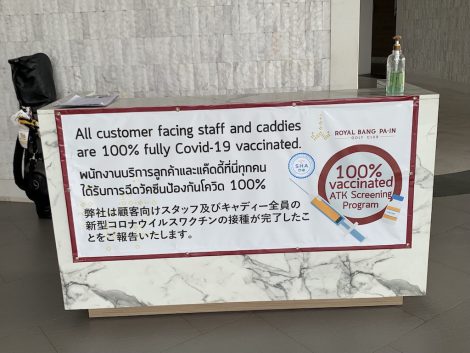 All customer facing staff and caddies
are 100% fully Covid-19 vaccinated.
พนักงานบริการลูกค้าและแค็ดดี้ที่นี่ทุกคน
ได้รับการฉีดวัคซีนป้องกันโควิด 100%
弊社は顧客向けスタッフ及びキャディー全員の
新型コロナウイルスワクチンの接種が完了したこ
とをご報告いたします。
ROYAL BANG PA-IN
GOLF CLUB
SHA
100%
vaccinated
ATK Screening
Program